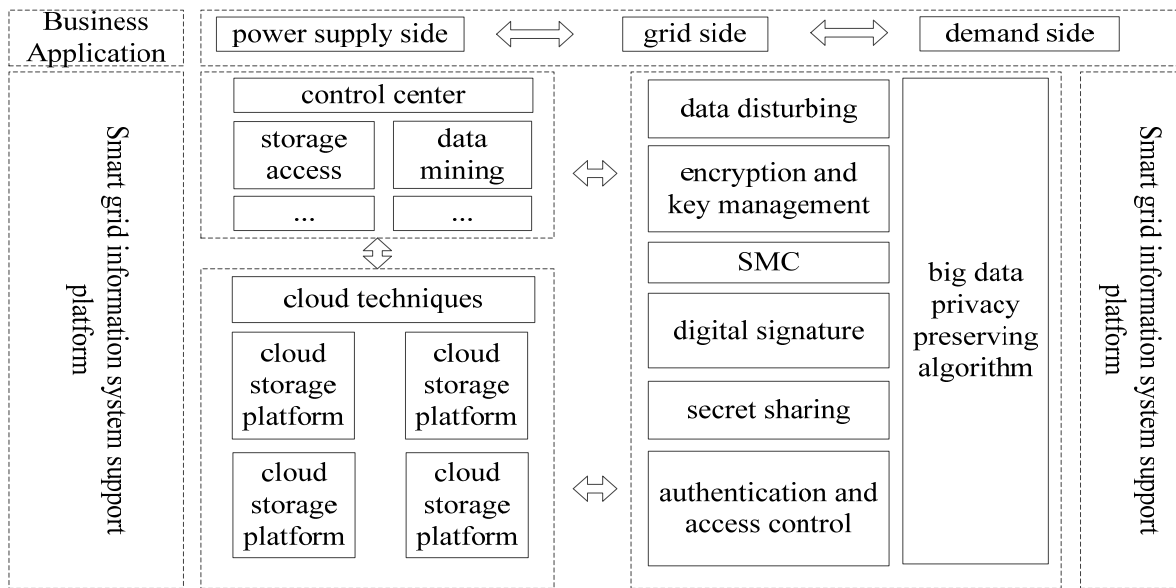 Business
Application
power supply side
grid side
demand side
Smart grid information system support
platform
control center
storage
access
data
mining
...
...
cloud techniques
cloud
storage
platform
cloud
storage
platform
cloud
storage
platform
cloud
storage
platform
data disturbing
encryption and
key management
SMC
digital signature
secret sharing
authentication and
access control
big data
privacy
preserving
algorithm
Smart grid information system support
platform